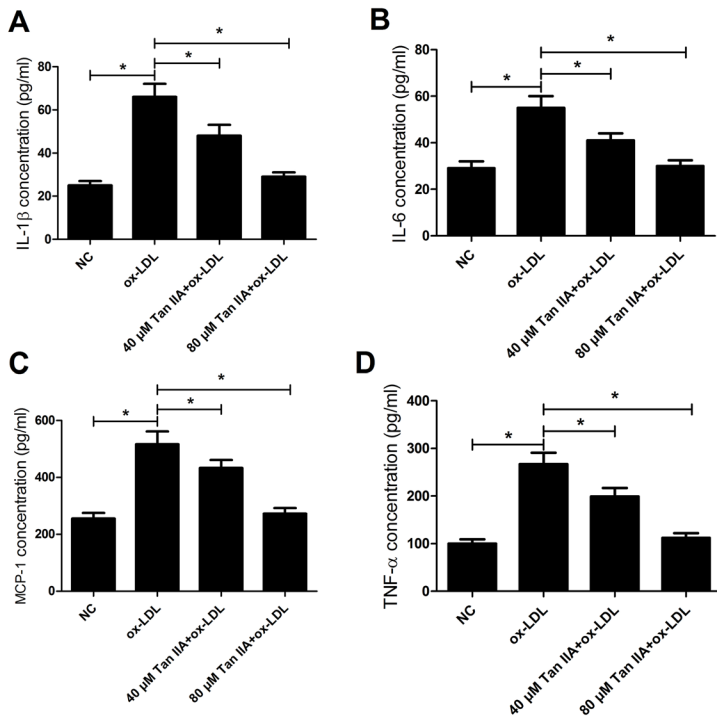 A
IL-1β concentration (pg/ml)
80
60
40
20
0
*
*
*
NC
ox-LDL
40 μM Tan IIA+ox-LDL
80 μM Tan IIA+ox-LDL
B
IL-6 concentration (pg/ml)
80
60
40
20
0
*
*
*
NC
ox-LDL
40 μM Tan IIA+ox-LDL
80 μM Tan IIA+ox-LDL
C
MCP-1 concentration (pg/ml)
600
400
200
0
*
*
*
NC
ox-LDL
40 μM Tan IIA+ox-LDL
80 μM Tan IIA+ox-LDL
D
TNF-α concentration (pg/ml)
400
300
200
100
0
*
*
*
NC
ox-LDL
40 μM Tan IIA+ox-LDL
80 μM Tan IIA+ox-LDL